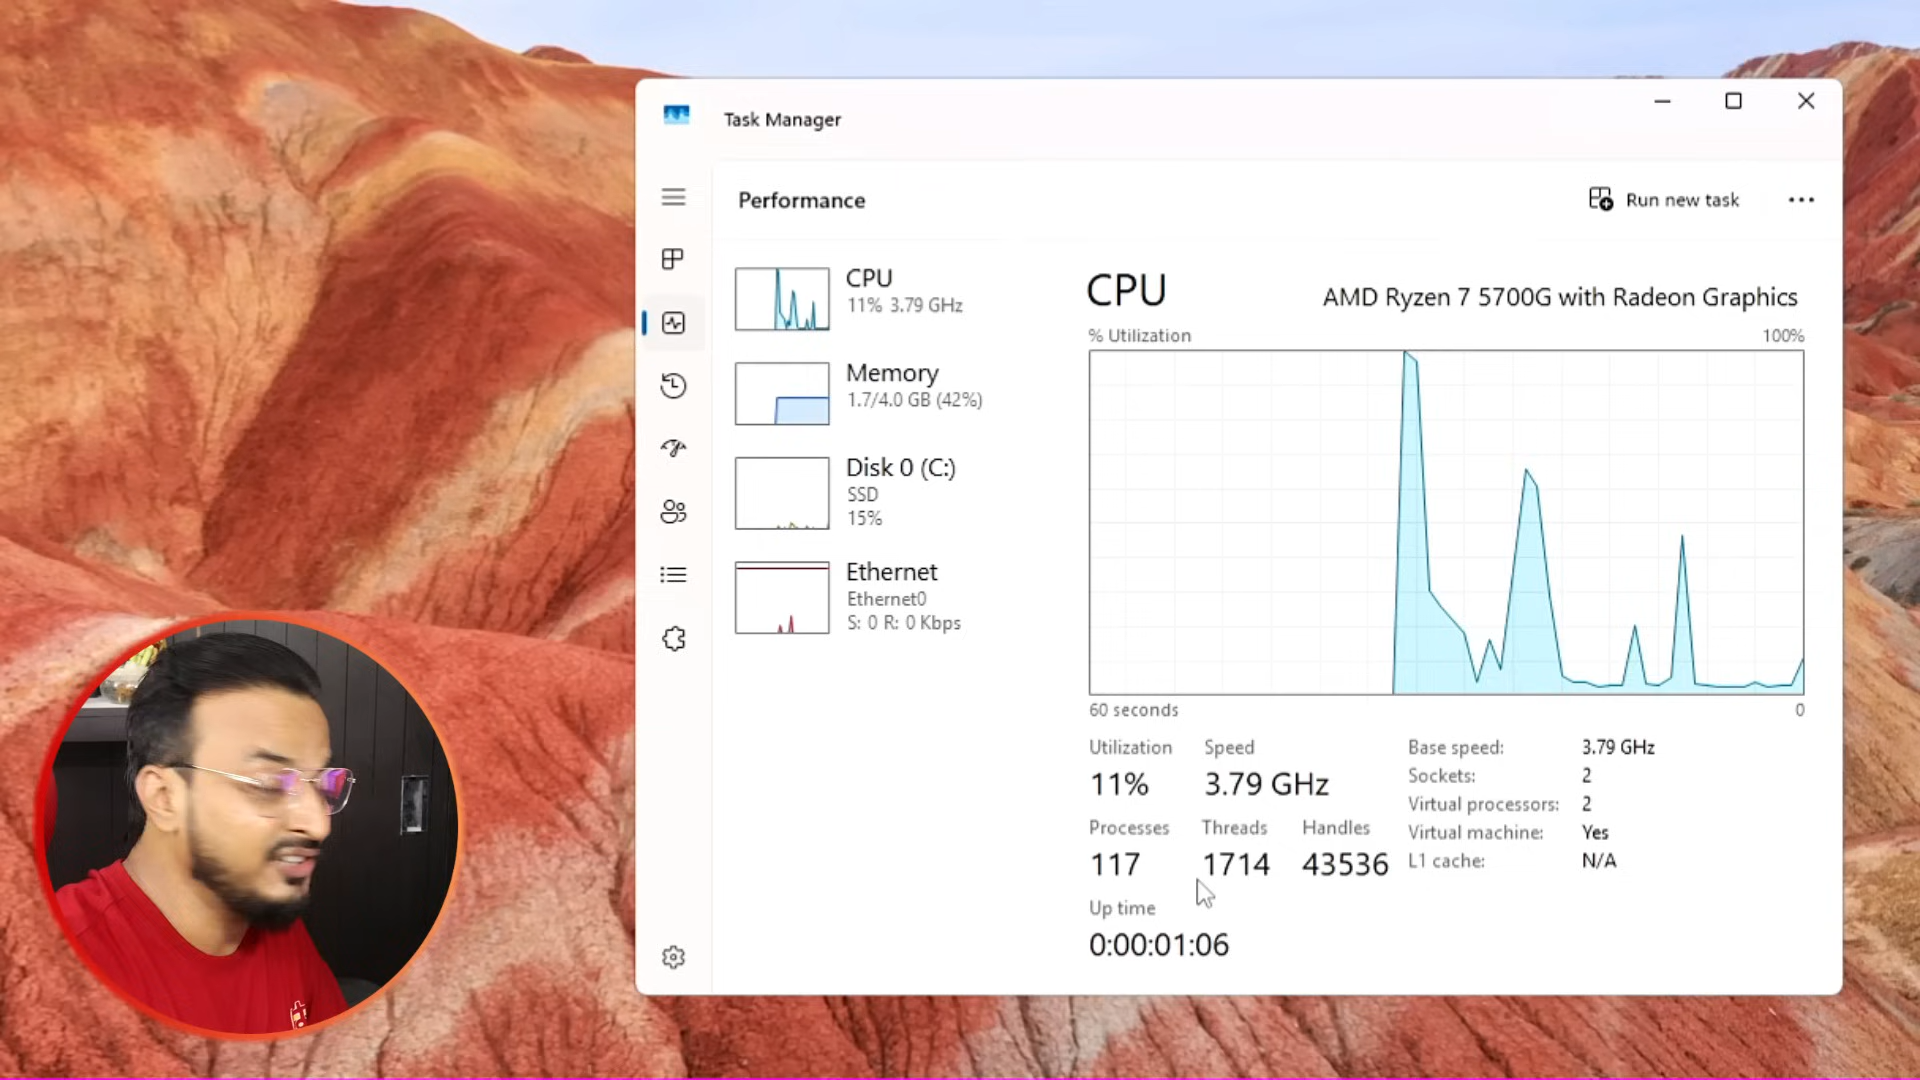 Task Manager
Performance
Run new task
CPU
11% 3.79 GHz
Memory
1.7/4.0 GB (42%)
Disk 0 (C:)
SSD
15%
Ethernet
Ethernet0
S: 0 R: 0 Kbps
CPU
AMD Ryzen 7 5700G with Radeon Graphics
% Utilization
100%
60 seconds
0
Utilization
11%
Speed
3.79 GHz
Processes
117
Threads
1714
Handles
43536
Up time
0:00:01:06
Base speed: 3.79 GHz
Sockets: 2
Virtual processors: 2
Virtual machine: Yes
L1 cache: N/A